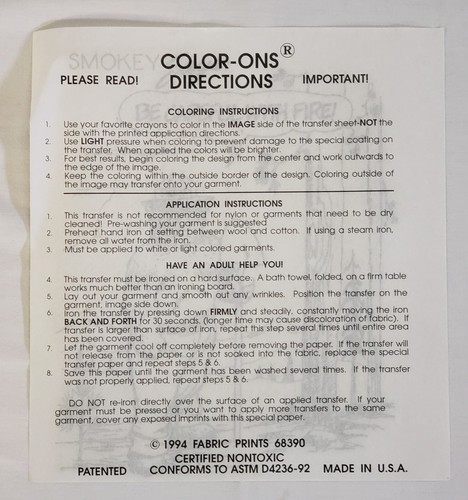 SMOKEY
COLOR-ONS®
PLEASE READ! DIRECTIONS IMPORTANT!
COLORING INSTRUCTIONS
1. Use your favorite crayons to color in the IMAGE side of the transfer sheet-NOT the
side with the printed application directions.
2. Use LIGHT pressure when coloring to prevent damage to the special coating on
the transfer. When applied the colors will be brighter.
3. For best results, begin coloring the design from the center and work outwards to
the edge of the image.
4. Keep the coloring within the outside border of the design. Coloring outside of
the image may transfer onto your garment.
APPLICATION INSTRUCTIONS
1. This transfer is not recommended for nylon or garments that need to be dry
cleaned! Pre-washing your garment is suggested
2. Preheat hand iron at setting between wool and cotton. If using a steam iron,
remove all water from the iron.
3. Must be applied to white or light colored garments.
HAVE AN ADULT HELP YOU!
4. This transfer must be ironed on a hard surface. A bath towel, folded, on a firm table
works much better than an ironing board.
5. Lay out your garment and smooth out any wrinkles. Position the transfer on the
garment, image side down.
6. Iron the transfer by pressing down FIRMLY and steadily, constantly moving the iron
BACK AND FORTH for 30 seconds, (longer time may cause discoloration of fabric). If
transfer is larger than surface of iron, repeat this step several times until entire area
has been covered.
7. Let the garment cool off completely before removing the paper. If the transfer will
not release from the paper or is not soaked into the fabric, replace the special
transfer paper and repeat steps 5 & 6.
8. Save this paper until the garment has been washed several times. If the transfer
was not properly applied, repeat steps 5 & 6.
DO NOT re-iron directly over the surface of an applied transfer. If your
garment must be pressed or you want to apply more transfers to the same
garment, cover any exposed imprints with this special paper.
© 1994 FABRIC PRINTS 68390
CERTIFIED NONTOXIC
PATENTED CONFORMS TO ASTM D4236-92 MADE IN U.S.A.